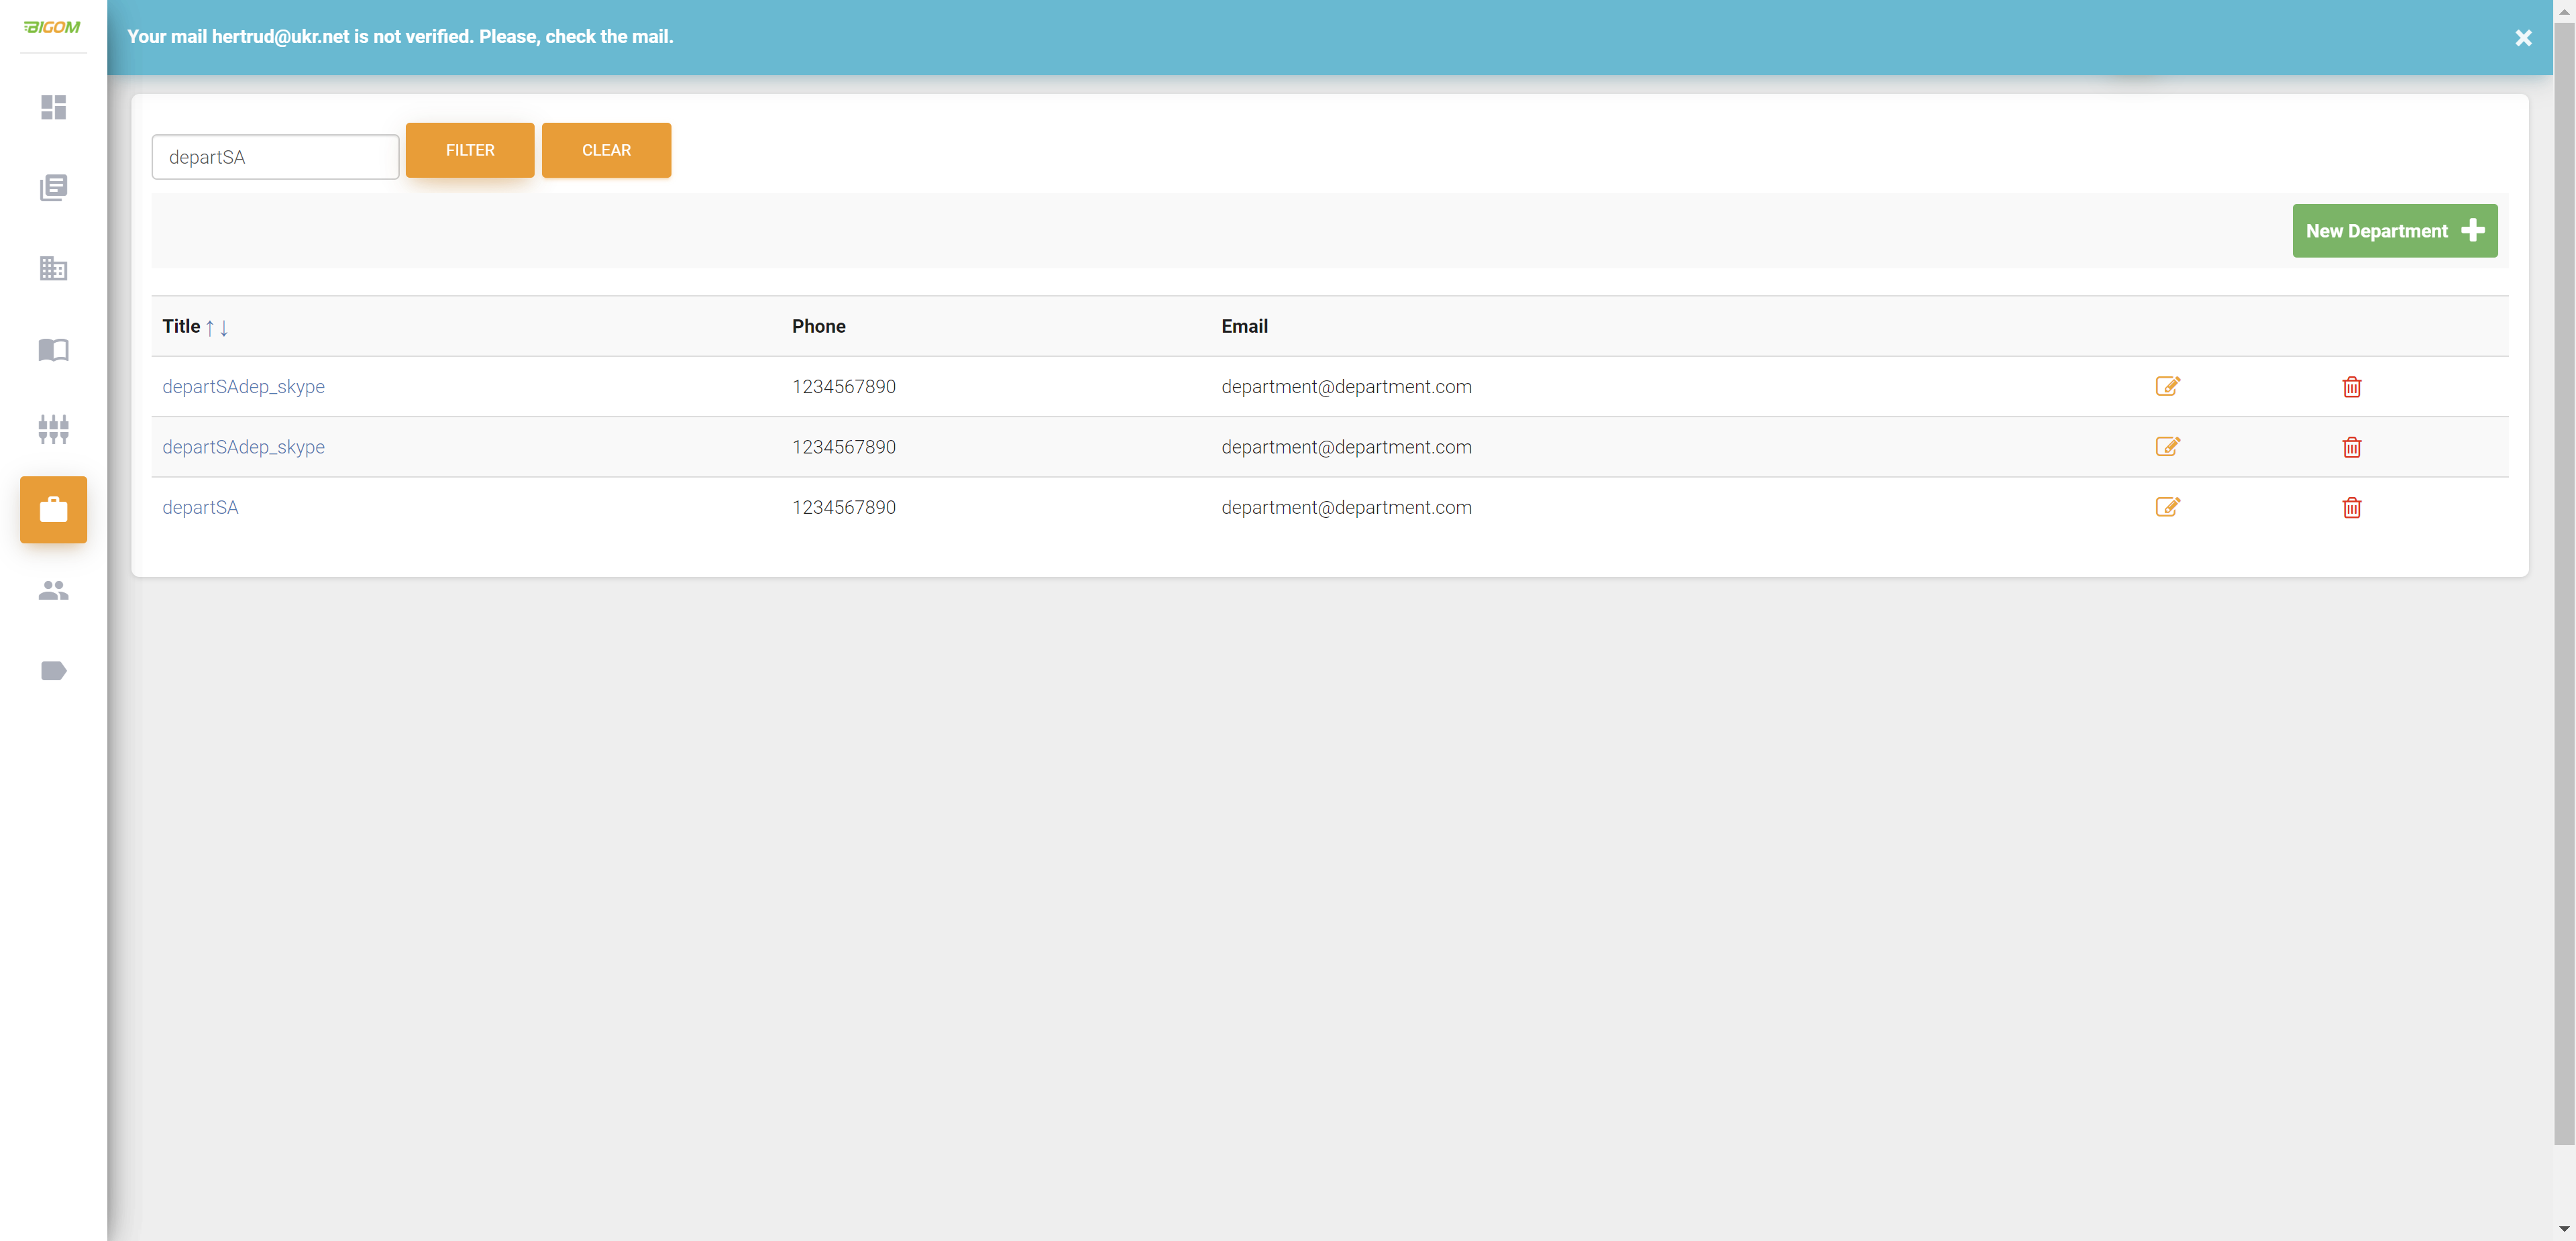 BIGOM
Your mail hertrud@ukr.net is not verified. Please, check the mail.
departSA
FILTER
CLEAR
New Department
Title Phone Email
departSAdep_skype 1234567890 department@department.com
departSAdep_skype 1234567890 department@department.com
departSA 1234567890 department@department.com